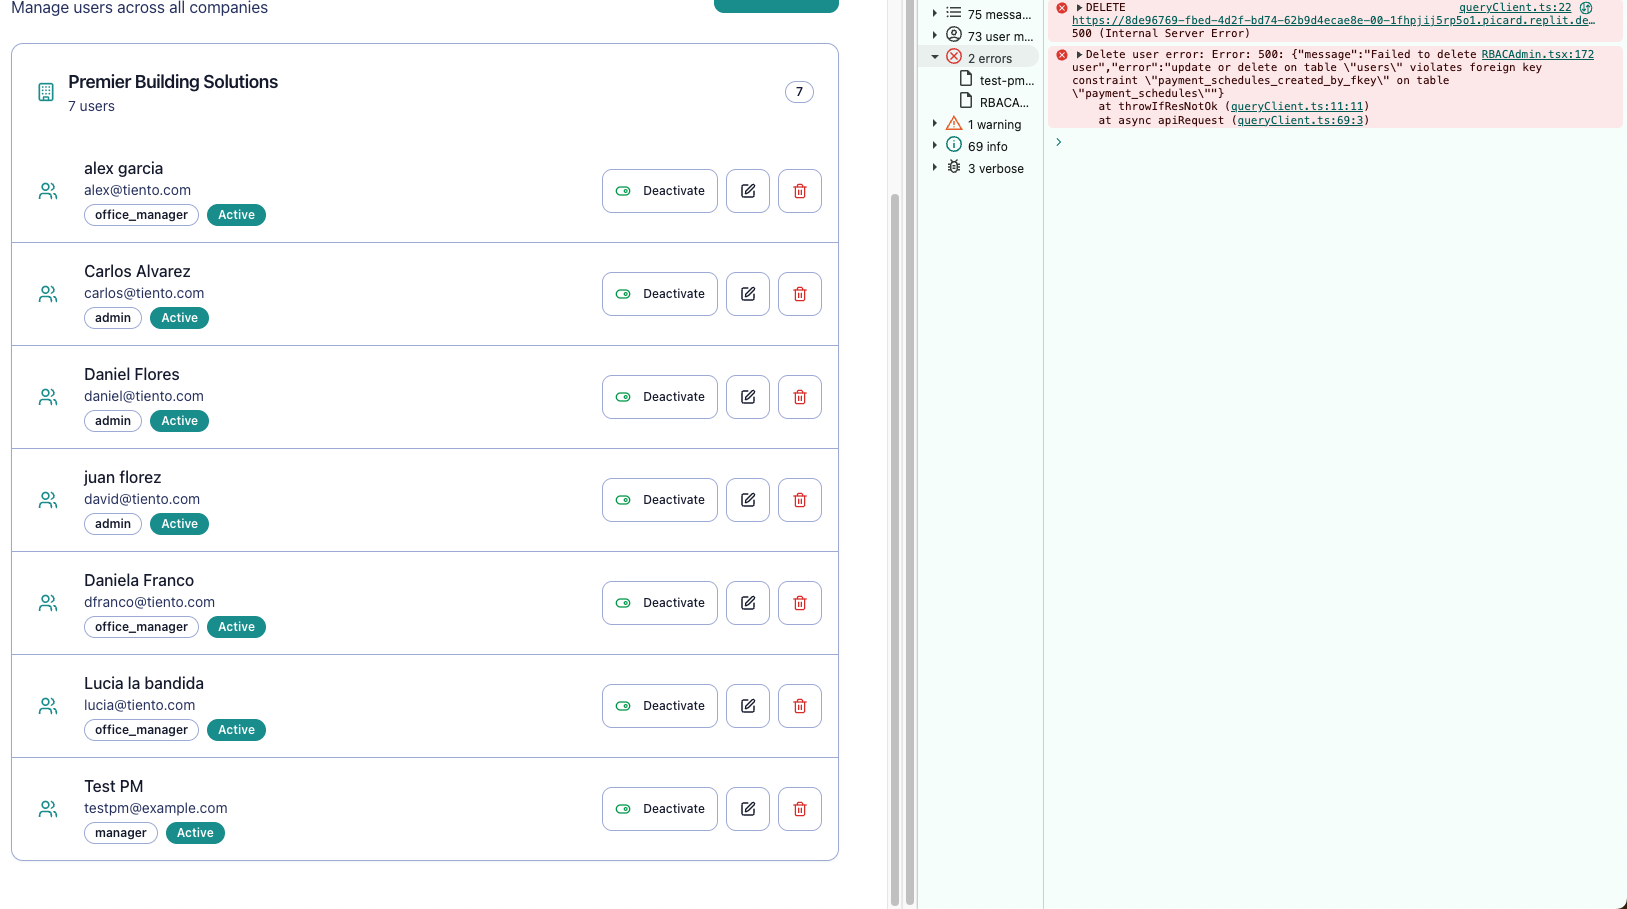 Manage users across all companies
Premier Building Solutions
7 users
7
alex garcia
alex@tiento.com
office_manager
Active
Deactivate
Carlos Alvarez
carlos@tiento.com
admin
Active
Deactivate
Daniel Flores
daniel@tiento.com
admin
Active
Deactivate
juan florez
david@tiento.com
admin
Active
Deactivate
Daniela Franco
dfranco@tiento.com
office_manager
Active
Deactivate
Lucia la bandida
lucia@tiento.com
office_manager
Active
Deactivate
Test PM
testpm@example.com
manager
Active
Deactivate
75 messa…
73 user m…
2 errors
test-pm…
RBACA…
1 warning
69 info
3 verbose
DELETE queryClient.ts:22
https://8de96769-fbed-4d2f-bd74-62b9d4ecae8e-00-1fhpjij5rp5o1.picard.replit.de…
500 (Internal Server Error)
Delete user error: Error: 500: {"message":"Failed to delete RBACAdmin.tsx:172
user","error":"update or delete on table \"users\" violates foreign key
constraint \"payment_schedules_created_by_fkey\" on table
\"payment_schedules\""}
at throwIfResNotOk (queryClient.ts:11:11)
at async apiRequest (queryClient.ts:69:3)